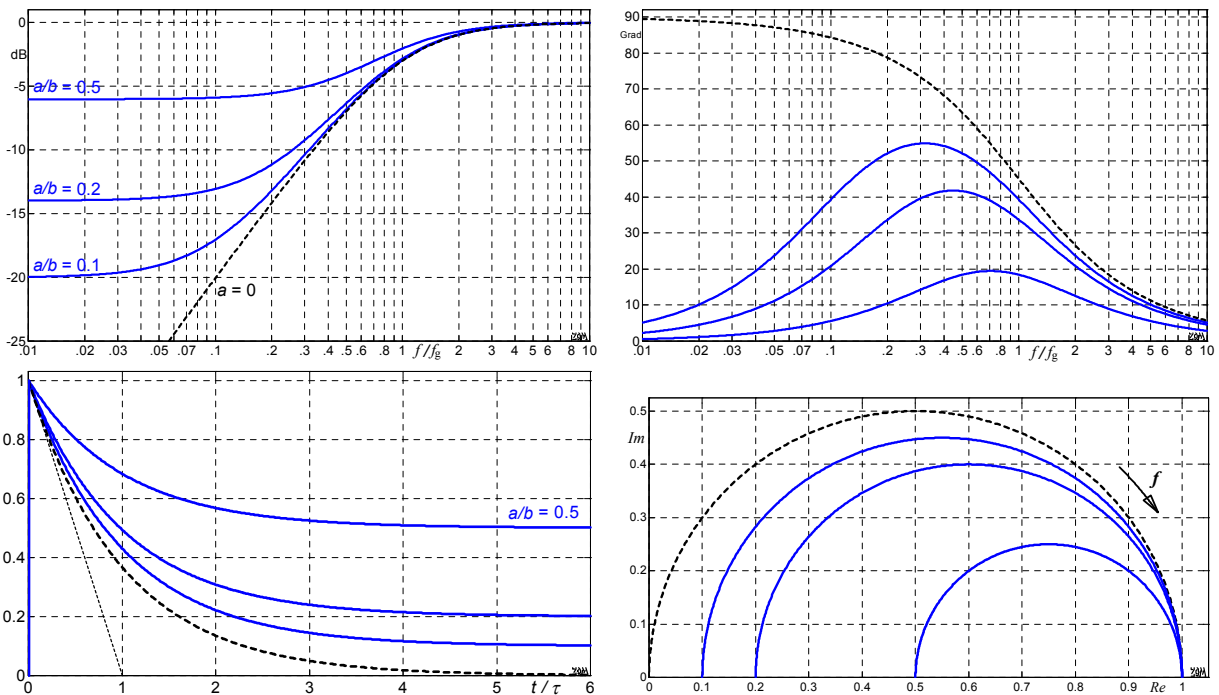 0
dB
a/b = 0.5
-5
-10
a/b = 0.2
-15
a/b = 0.1
-20
a = 0
-25
.01 .02 .03 .05 .07 .1 .2 .3 .4 .5 .6 .8 1 f/fg 2 3 4 5 6 8 10
90
Grad
80
70
60
50
40
30
20
10
0
.01 .02 .03 .05 .07 .1 .2 .3 .4 .5 .6 .8 1 f/fg 2 3 4 5 6 8 10
1
0.8
0.6
a/b = 0.5
0.4
0.2
0
0 1 2 3 4 5 t / τ 6
0.5
Im
0.4
f
0.3
0.2
0.1
0
0 0.1 0.2 0.3 0.4 0.5 0.6 0.7 0.8 0.9 Re 1